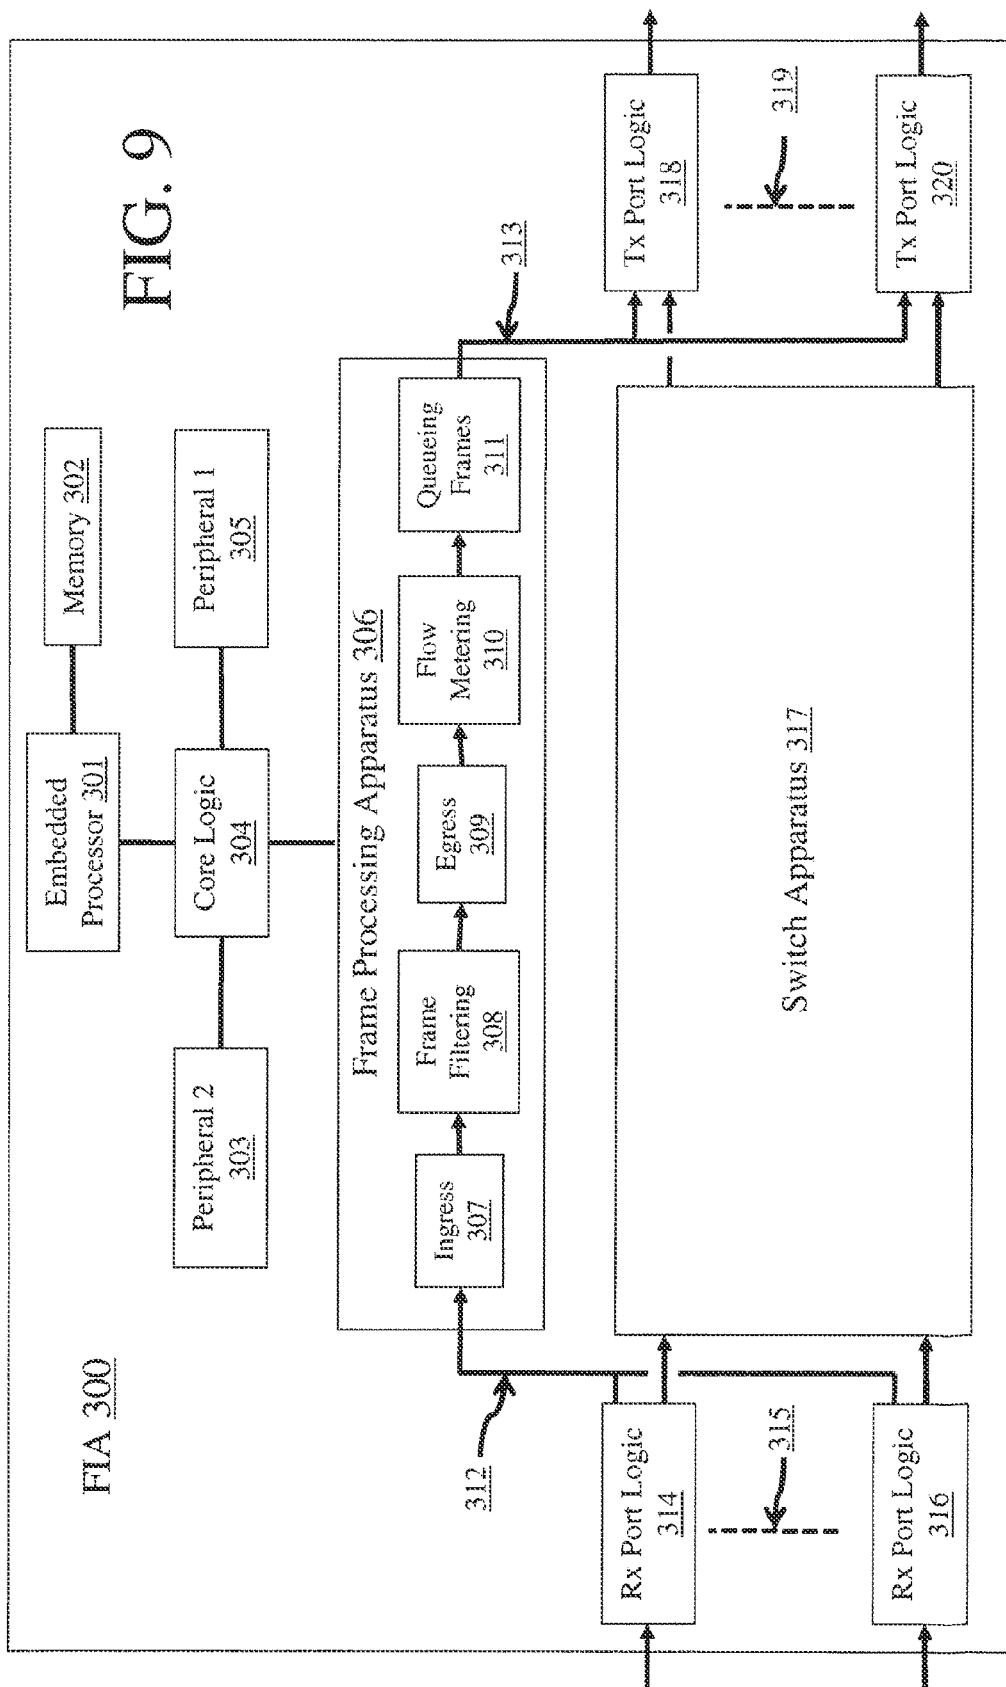 FIG. 9
FIA 300
Embedded
Processor 301
Memory 302
Peripheral 2
303
Core Logic
304
Peripheral 1
305
Frame Processing Apparatus 306
Ingress
307
Frame
Filtering
308
Egress
309
Flow
Metering
310
Queueing
Frames
311
312
313
Rx Port Logic
314
315
Rx Port Logic
316
Switch Apparatus 317
Tx Port Logic
318
319
Tx Port Logic
320